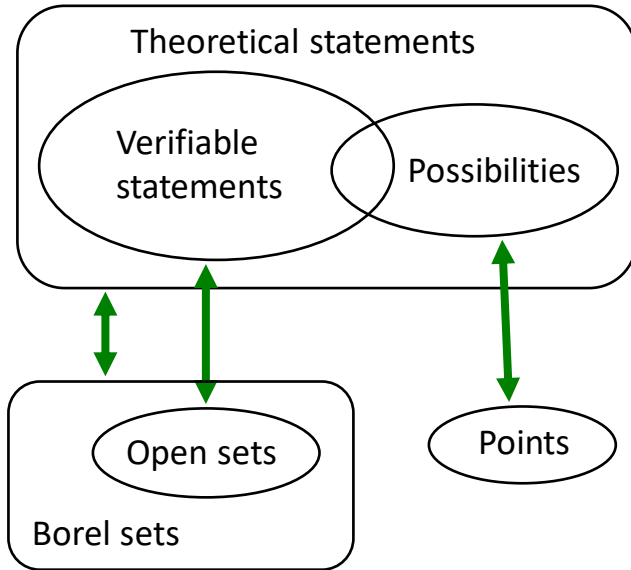 Theoretical statements
Verifiable
statements
Possibilities
Open sets
Points
Borel sets